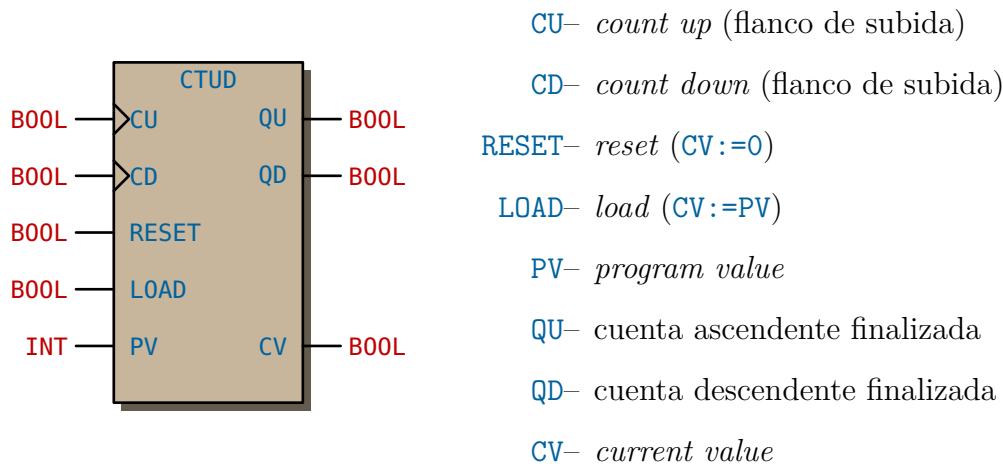 CTUD
BOOL CU QU BOOL
BOOL CD QD BOOL
BOOL RESET
BOOL LOAD
INT PV CV BOOL
CU– count up (flanco de subida)
CD– count down (flanco de subida)
RESET– reset (CV:=0)
LOAD– load (CV:=PV)
PV– program value
QU– cuenta ascendente finalizada
QD– cuenta descendente finalizada
CV– current value